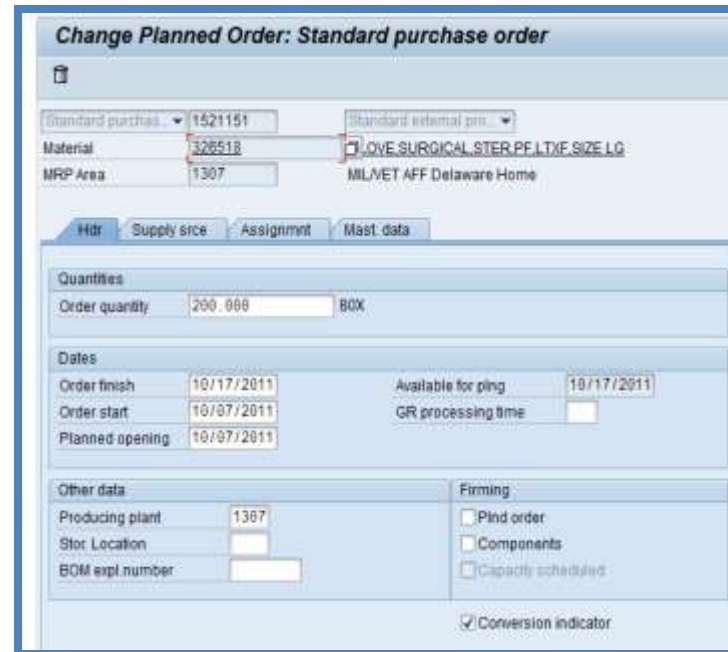 Change Planned Order: Standard purchase order
Standard purchas... 1521151 Standard external pro...
Material 326518 LOVE,SURGICAL,STER,PF,LTXF,SIZE LG
MRP Area 1307 MIL/VET AFF Delaware Home
Hdr Supply srce Assignmnt Mast. data
Quantities
Order quantity 200.000 BOX
Dates
Order finish 10/17/2011 Available for plng 10/17/2011
Order start 10/07/2011 GR processing time
Planned opening 10/07/2011
Other data Firming
Producing plant 1307 Plnd order
Stor. Location Components
BOM expl.number Capacity scheduled
Conversion indicator